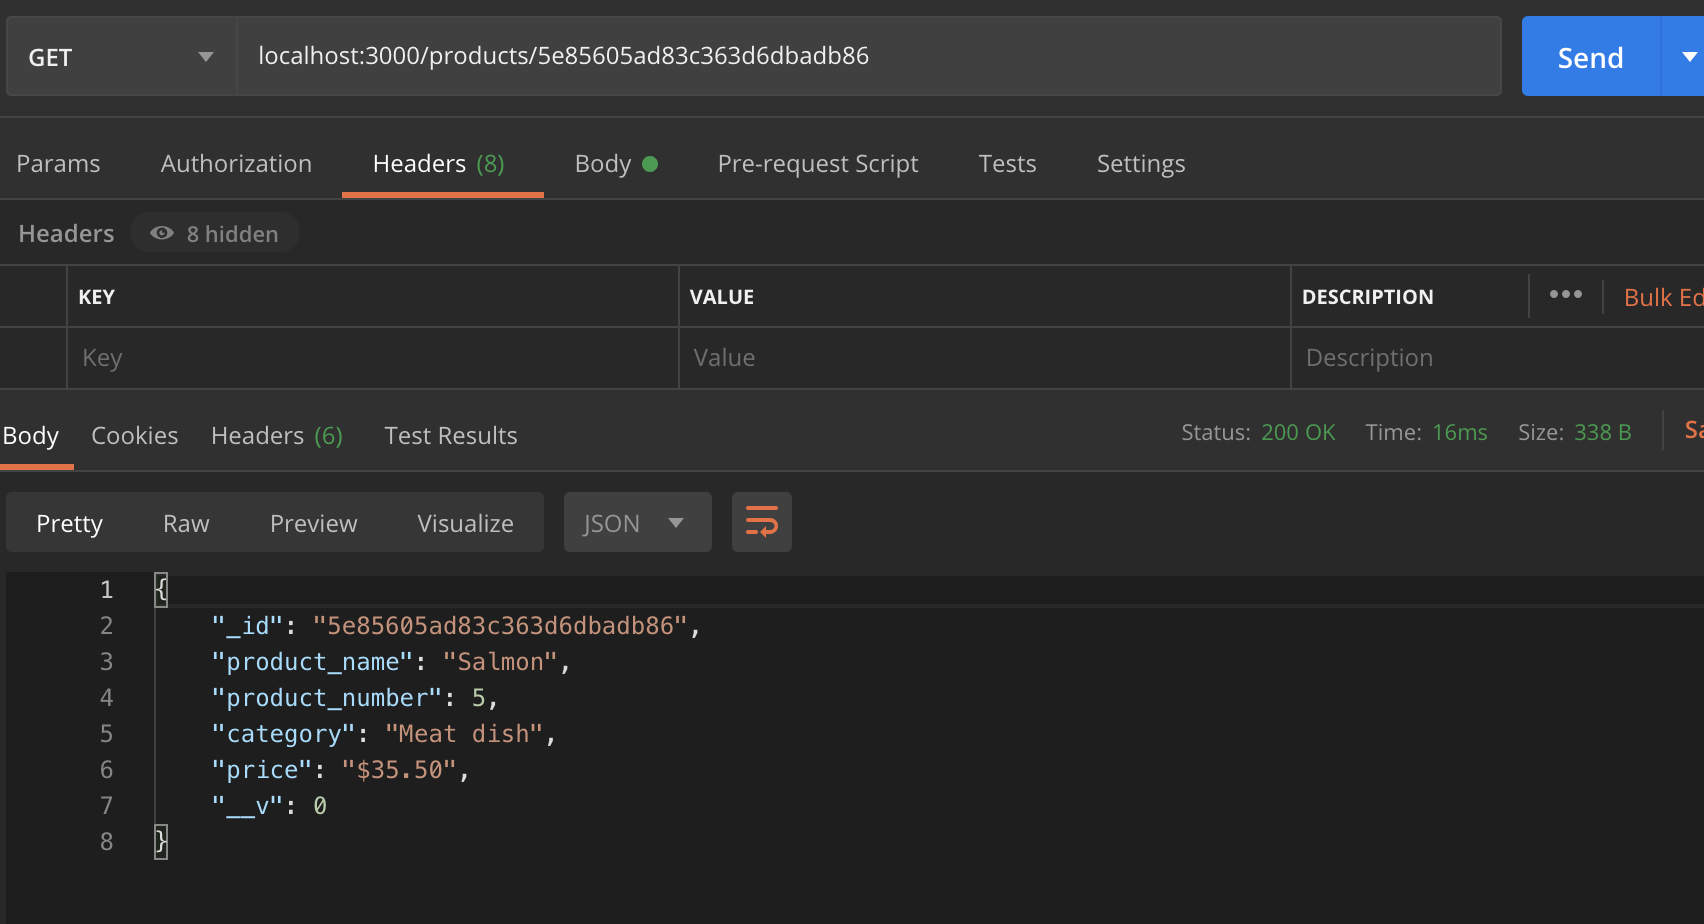 GET localhost:3000/products/5e85605ad83c363d6dbadb86 Send
Params Authorization Headers (8) Body Pre-request Script Tests Settings
Headers 8 hidden
KEY VALUE DESCRIPTION ••• Bulk Ed
Key Value Description
Body Cookies Headers (6) Test Results Status: 200 OK Time: 16ms Size: 338 B Sa
Pretty Raw Preview Visualize JSON
1 {
2 "_id": "5e85605ad83c363d6dbadb86",
3 "product_name": "Salmon",
4 "product_number": 5,
5 "category": "Meat dish",
6 "price": "$35.50",
7 "__v": 0
8 }